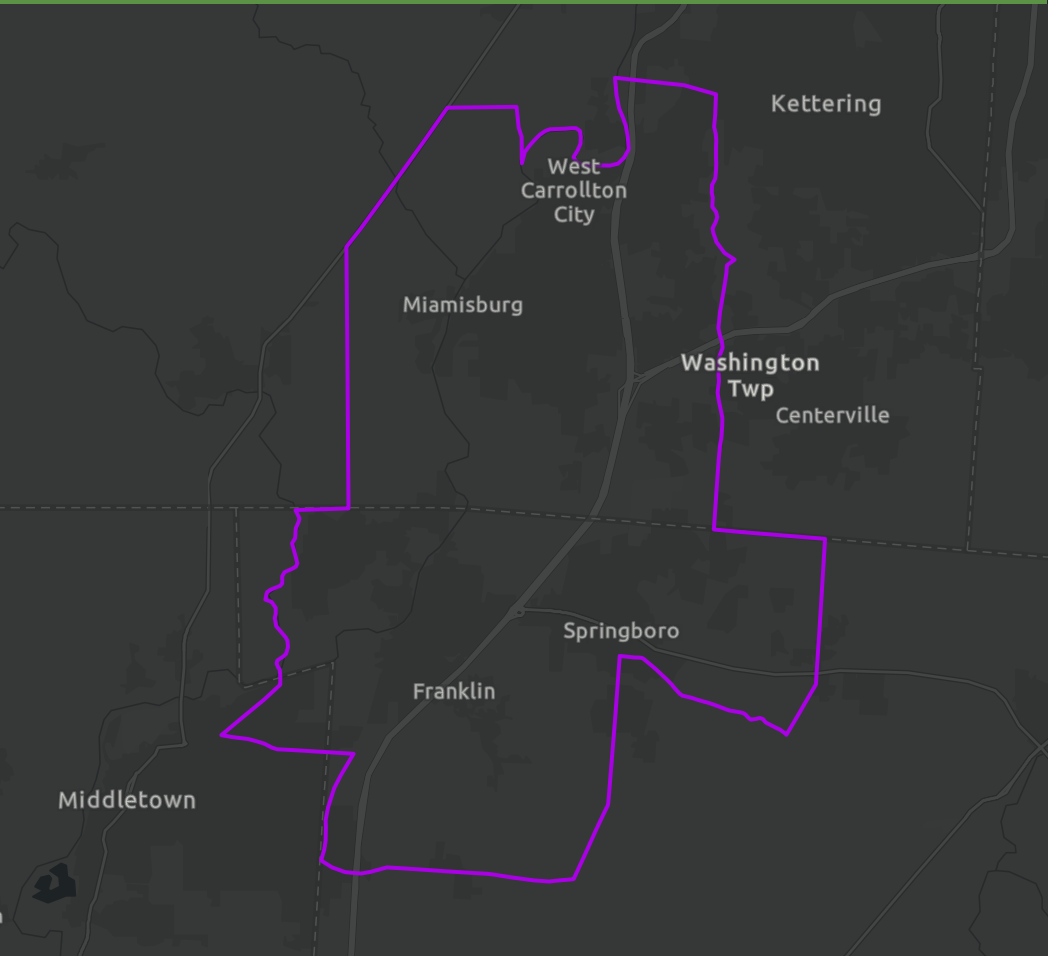 Kettering
West
Carrollton
City
Miamisburg
Washington
Twp
Centerville
Springboro
Franklin
Middletown